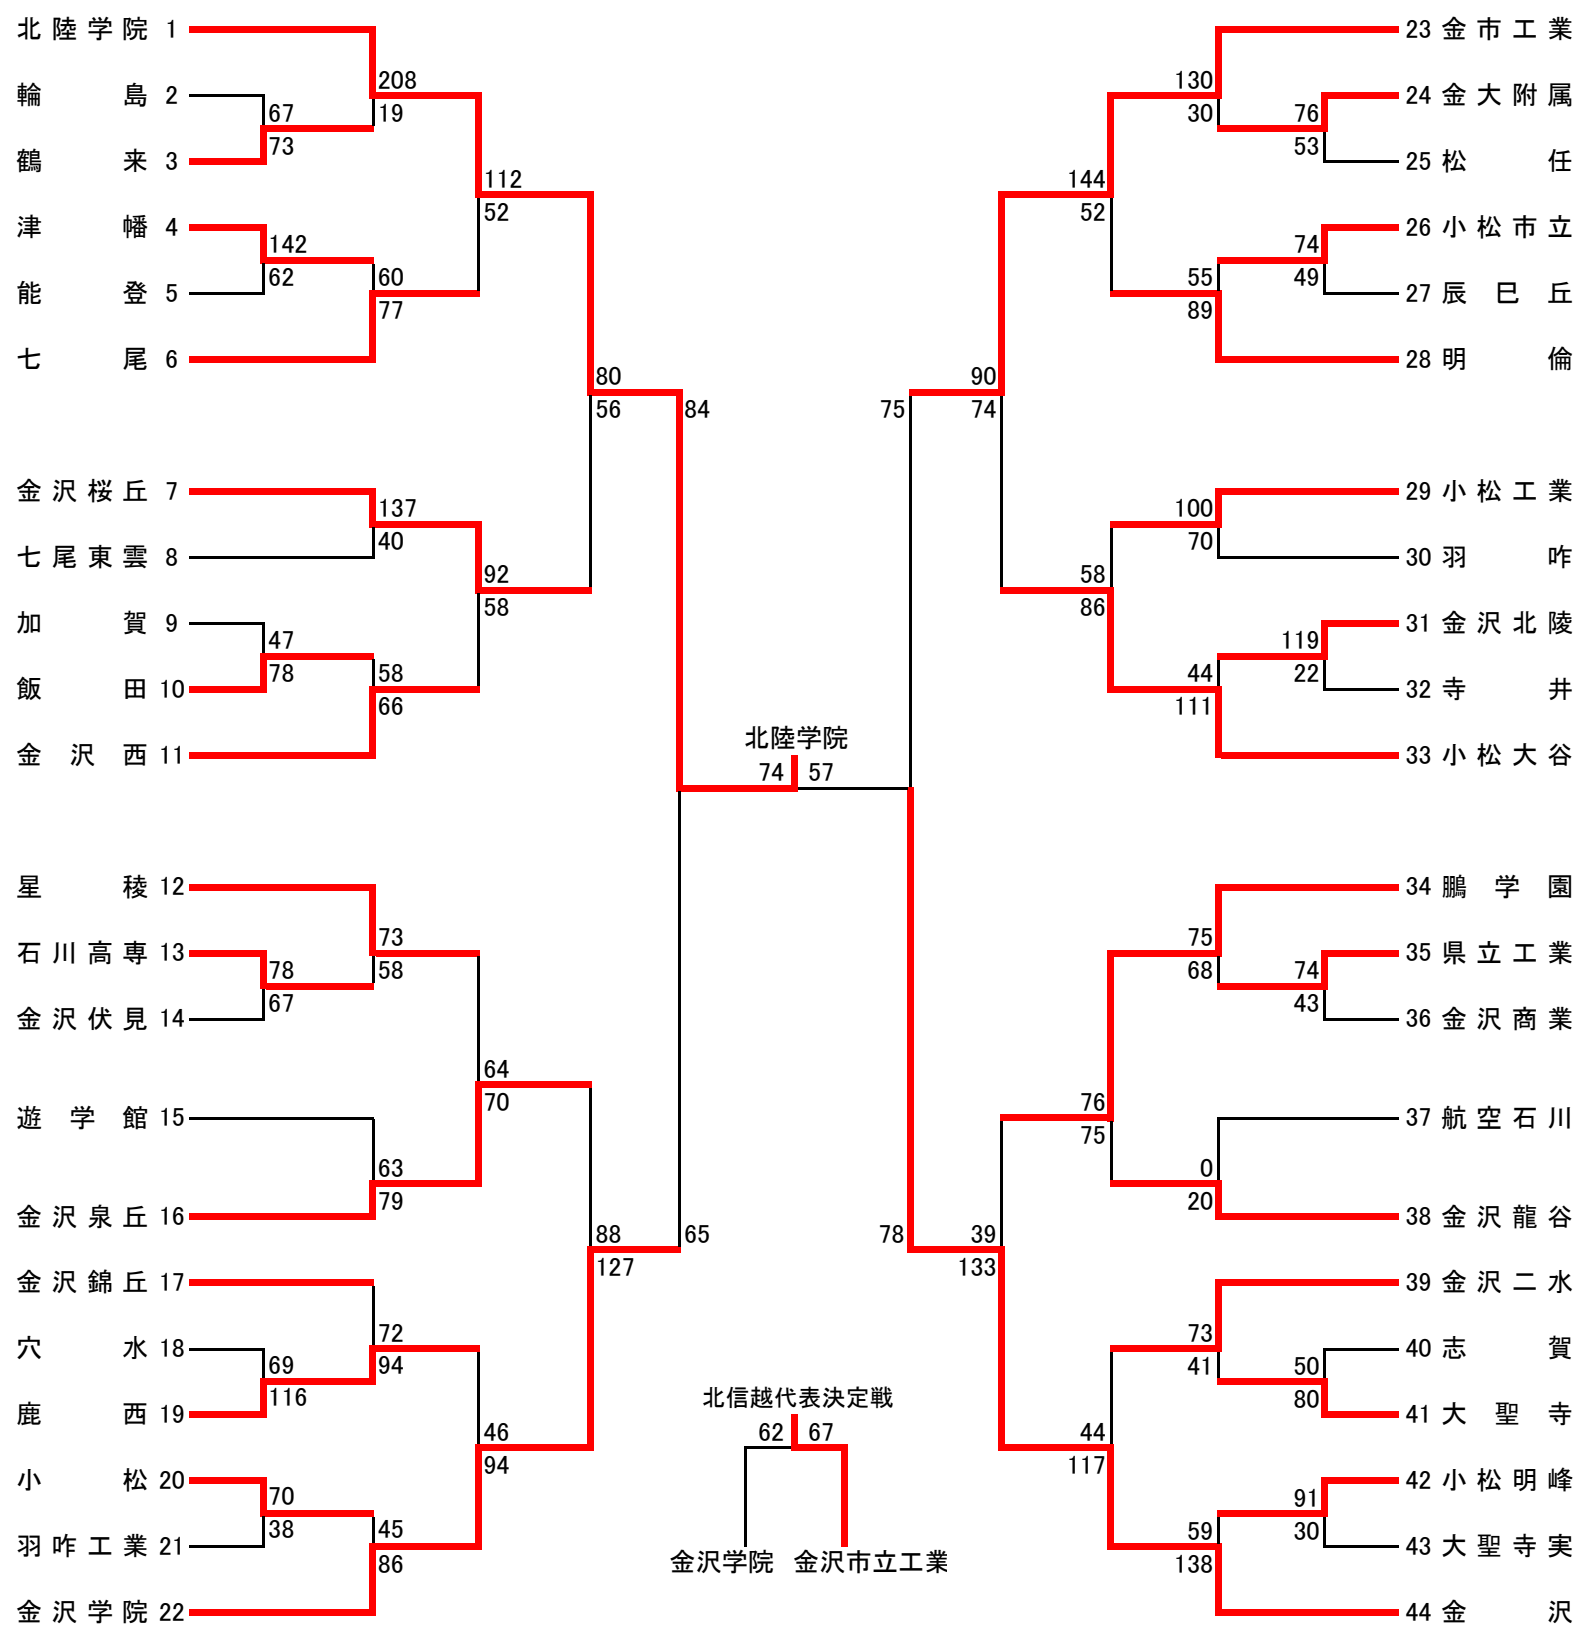 北陸学院 1
輪島 2
鶴来 3
津幡 4
能登 5
七尾 6
金沢桜丘 7
七尾東雲 8
加賀 9
飯田 10
金沢西 11
星稜 12
石川高専 13
金沢伏見 14
遊学館 15
金沢泉丘 16
金沢錦丘 17
穴水 18
鹿西 19
小松 20
羽咋工業 21
金沢学院 22
67
73
142
62
47
78
78
67
69
116
70
38
208
19
60
77
137
40
58
66
73
58
63
79
72
94
45
86
112
52
92
58
64
70
46
94
80
56
88
127
84
65
北陸学院
74 57
北信越代表決定戦
62 67
金沢学院 金沢市立工業
75
78
90
74
39
133
144
52
58
86
76
75
44
117
130
30
55
89
100
70
44
111
75
68
0
20
73
41
59
138
76
53
74
49
119
22
74
43
50
80
91
30
23 金市工業
24 金大附属
25 松任
26 小松市立
27 辰巳丘
28 明倫
29 小松工業
30 羽咋
31 金沢北陵
32 寺井
33 小松大谷
34 鵬学園
35 県立工業
36 金沢商業
37 航空石川
38 金沢龍谷
39 金沢二水
40 志賀
41 大聖寺
42 小松明峰
43 大聖寺実
44 金沢